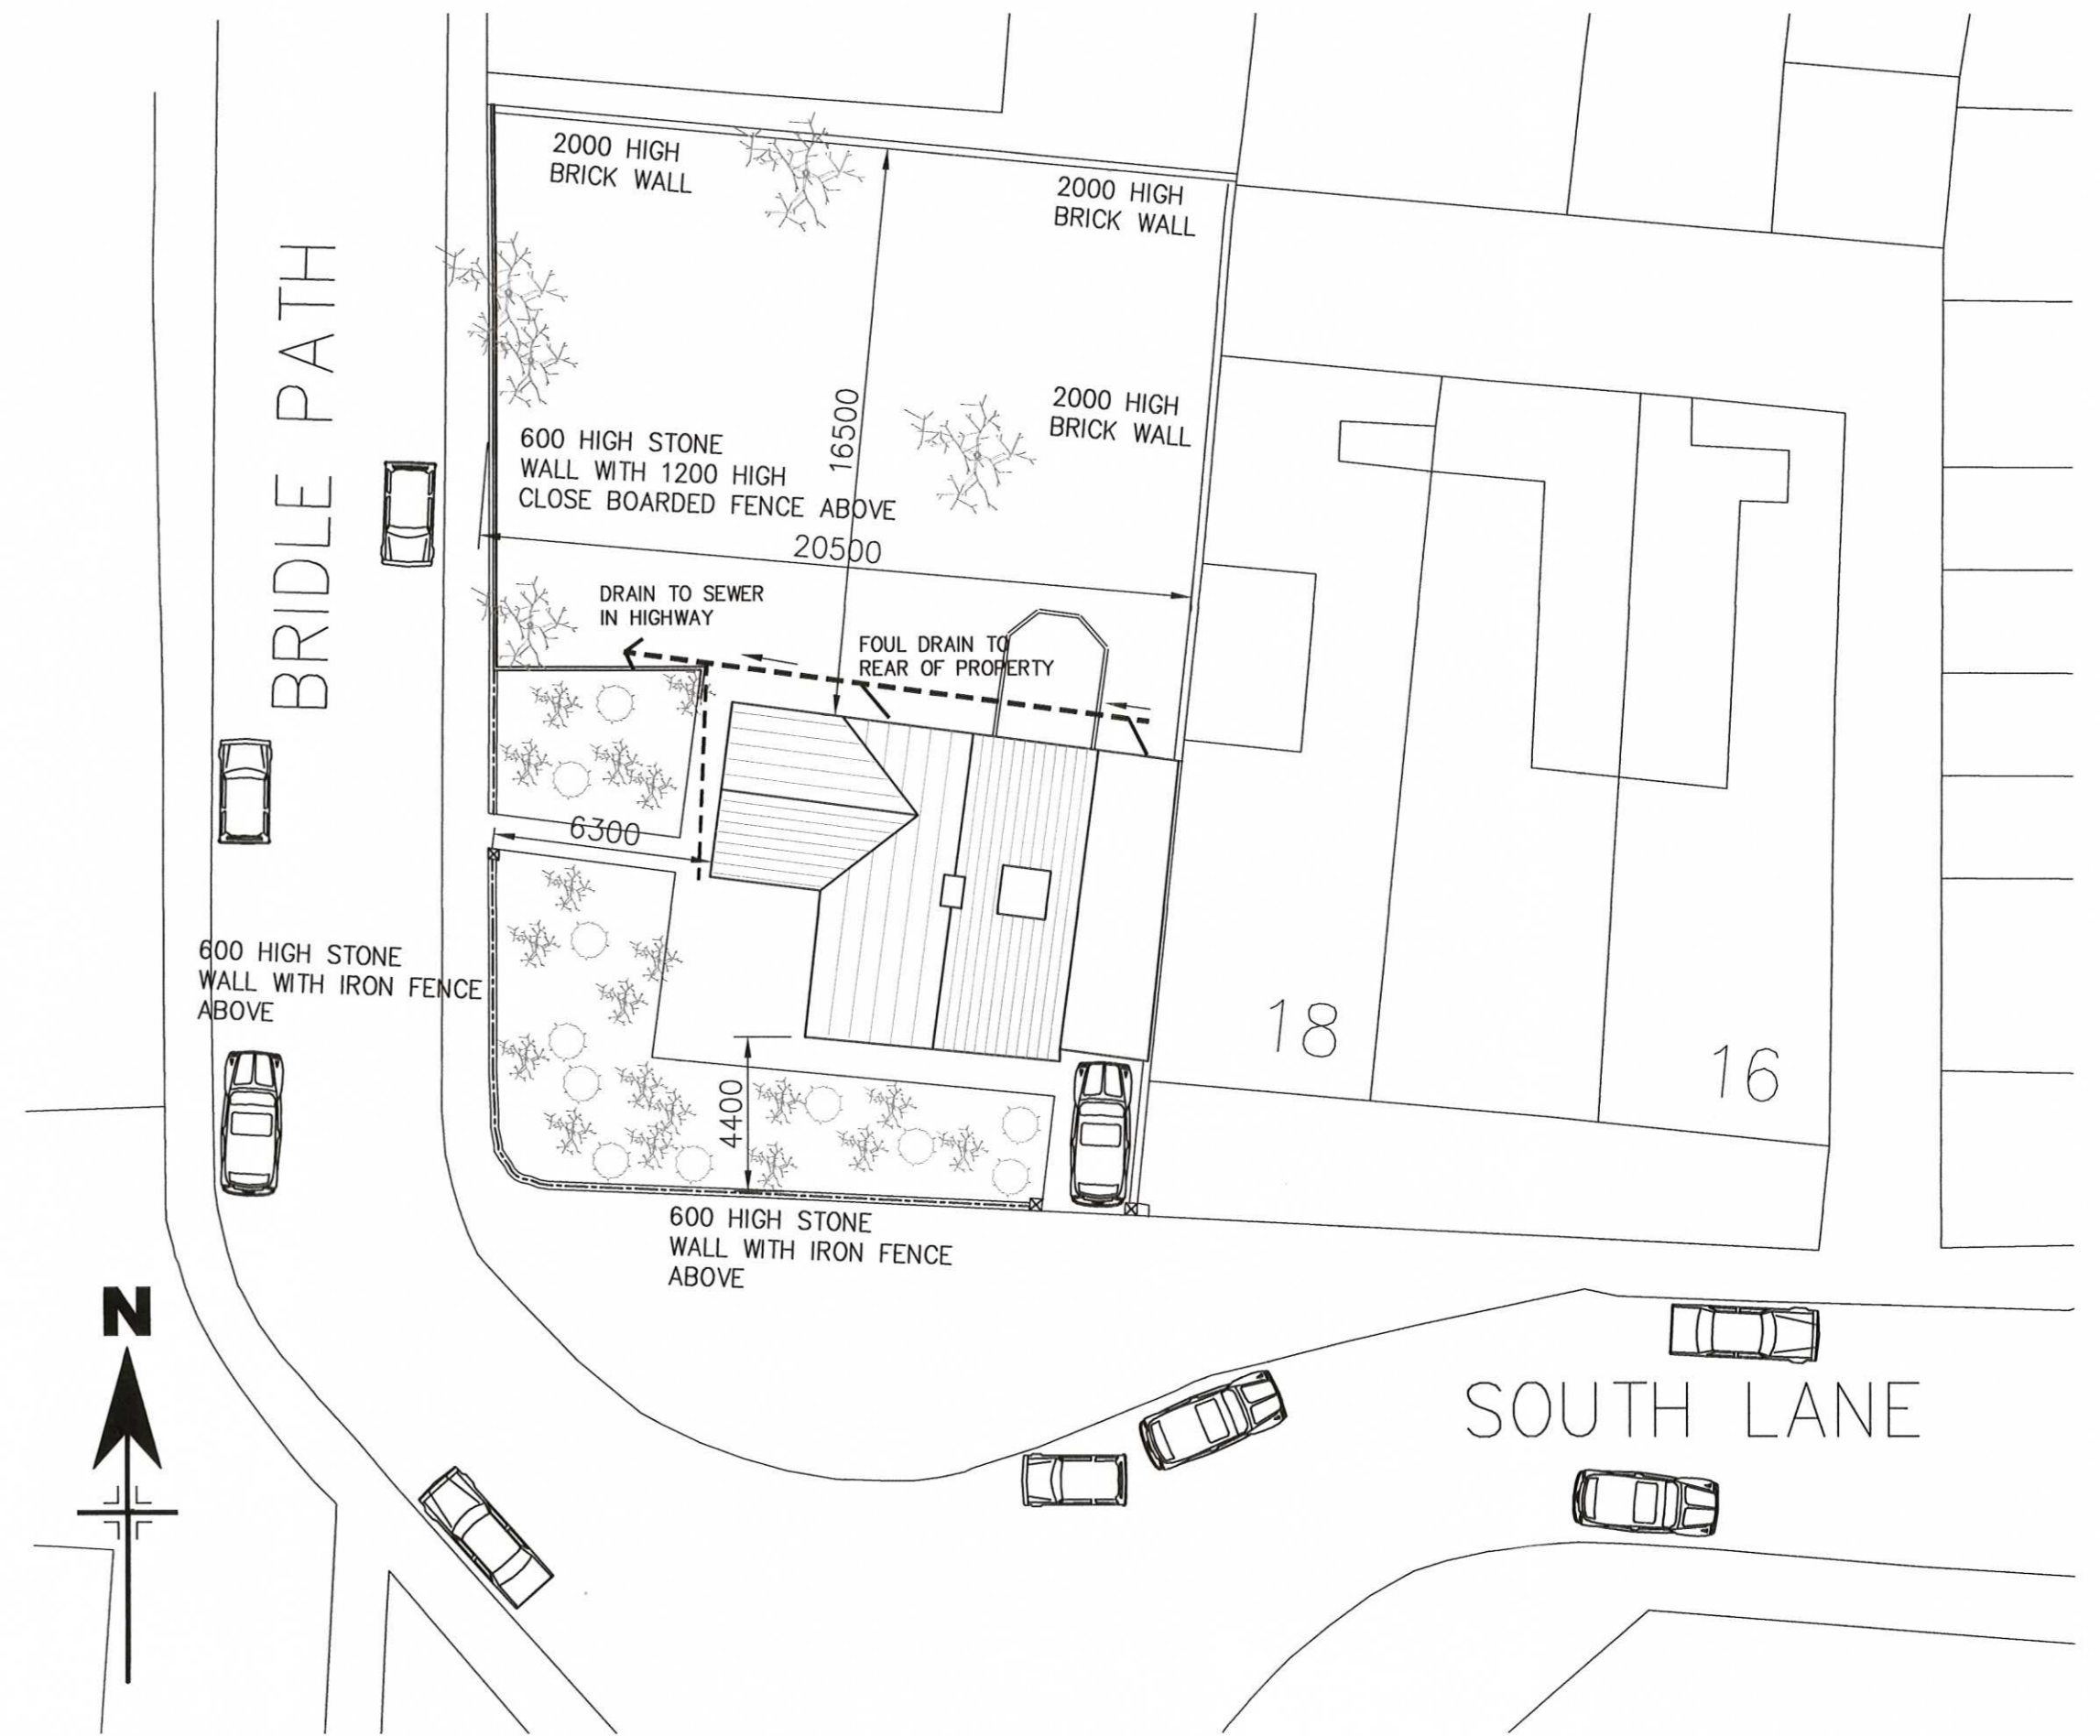 2000 HIGH
BRICK WALL
2000 HIGH
BRICK WALL
BRIDLE PATH
2000 HIGH
BRICK WALL
16500
600 HIGH STONE
WALL WITH 1200 HIGH
CLOSE BOARDED FENCE ABOVE
20500
DRAIN TO SEWER
IN HIGHWAY
FOUL DRAIN TO
REAR OF PROPERTY
6300
600 HIGH STONE
WALL WITH IRON FENCE
ABOVE
18
16
4400
600 HIGH STONE
WALL WITH IRON FENCE
ABOVE
N
SOUTH LANE